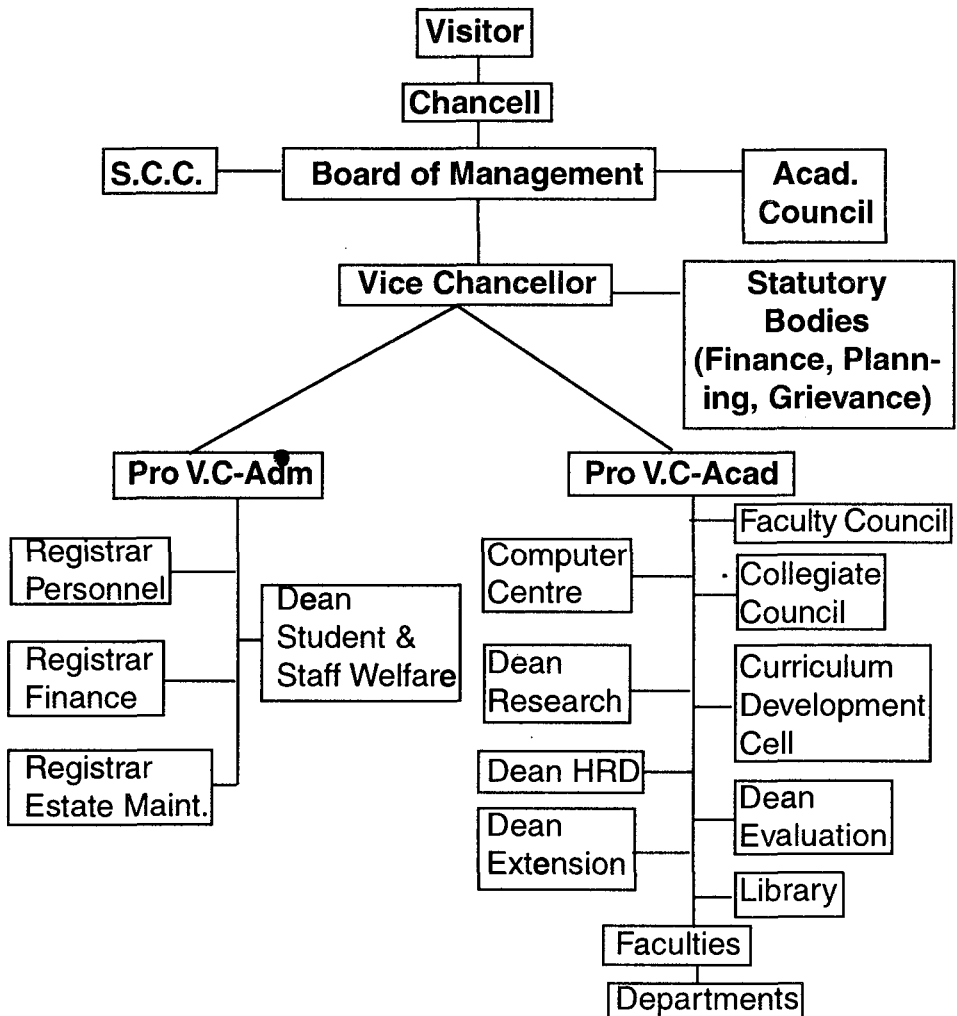 Visitor
Chancell
S.C.C.
Board of Management
Acad.
Council
Vice Chancellor
Statutory
Bodies
(Finance, Plann-
ing, Grievance)
Pro V.C-Adm
Registrar
Personnel
Dean
Student &
Staff Welfare
Registrar
Finance
Registrar
Estate Maint.
Pro V.C-Acad
Faculty Council
Computer
Centre
Collegiate
Council
Dean
Research
Curriculum
Development
Cell
Dean HRD
Dean
Evaluation
Dean
Extension
Library
Faculties
Departments